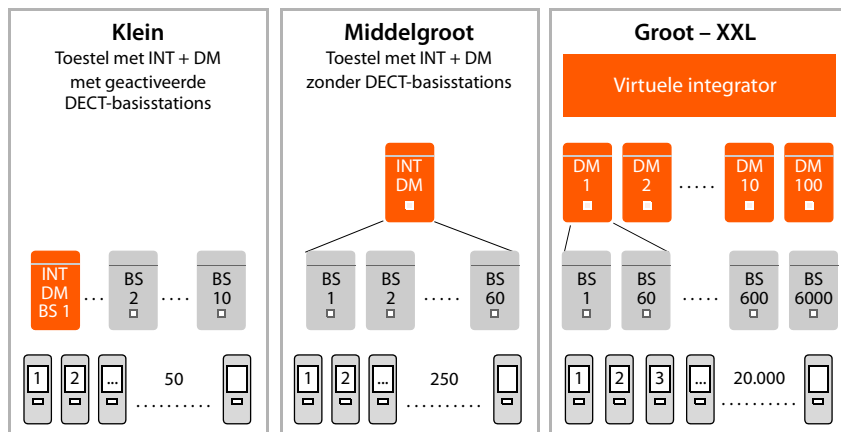 Klein
Toestel met INT + DM
met geactiveerde
DECT-basisstations
INT
DM
BS 1
...
BS
2
....
BS
10
1
2
...
50
..........
Middelgroot
Toestel met INT + DM
zonder DECT-basisstations
INT
DM
BS
1
BS
2
.....
BS
60
1
2
...
250
..........
Groot – XXL
Virtuele integrator
DM
1
DM
2
.....
DM
10
DM
100
BS
1
BS
60
.....
BS
600
BS
6000
1
2
3
...
20.000
..........